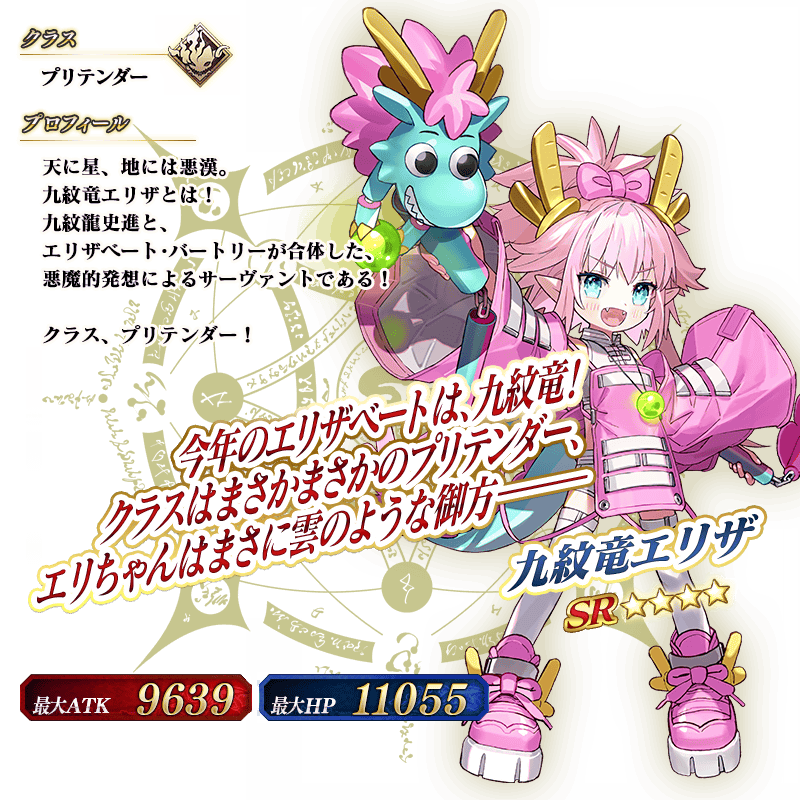 クラス
プリテンダー
プロフィール
天に星、地には悪漢。
九紋竜エリザとは！
九紋龍史進と、
エリザベート・バートリーが合体した、
悪魔的発想によるサーヴァントである！
クラス、プリテンダー！
今年のエリザベートは、九紋竜！
クラスはまさかまさかのプリテンダー、
エリちゃんはまさに雲のような御方――
九紋竜エリザ
SR
最大ATK 9639
最大HP 11055